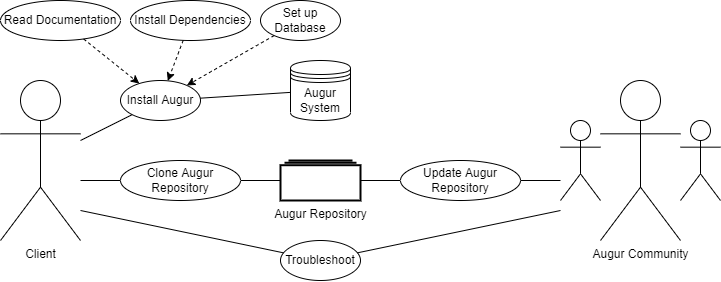 Read Documentation
Install Dependencies
Set up
Database
Install Augur
Augur
System
Clone Augur
Repository
Update Augur
Repository
Augur Repository
Client
Augur Community
Troubleshoot